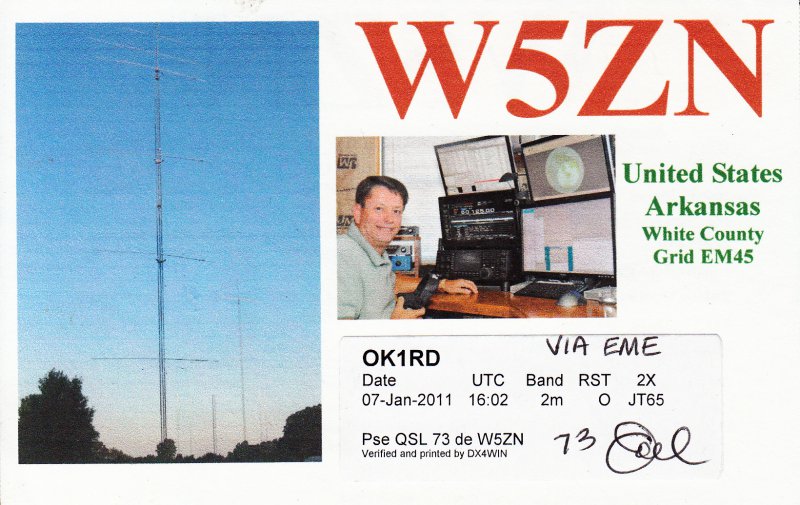 W5ZN
United States
Arkansas
White County
Grid EM45
VIA EME
OK1RD
Date UTC Band RST 2X
07-Jan-2011 16:02 2m O JT65
Pse QSL 73 de W5ZN
Verified and printed by DX4WIN
73 Joel